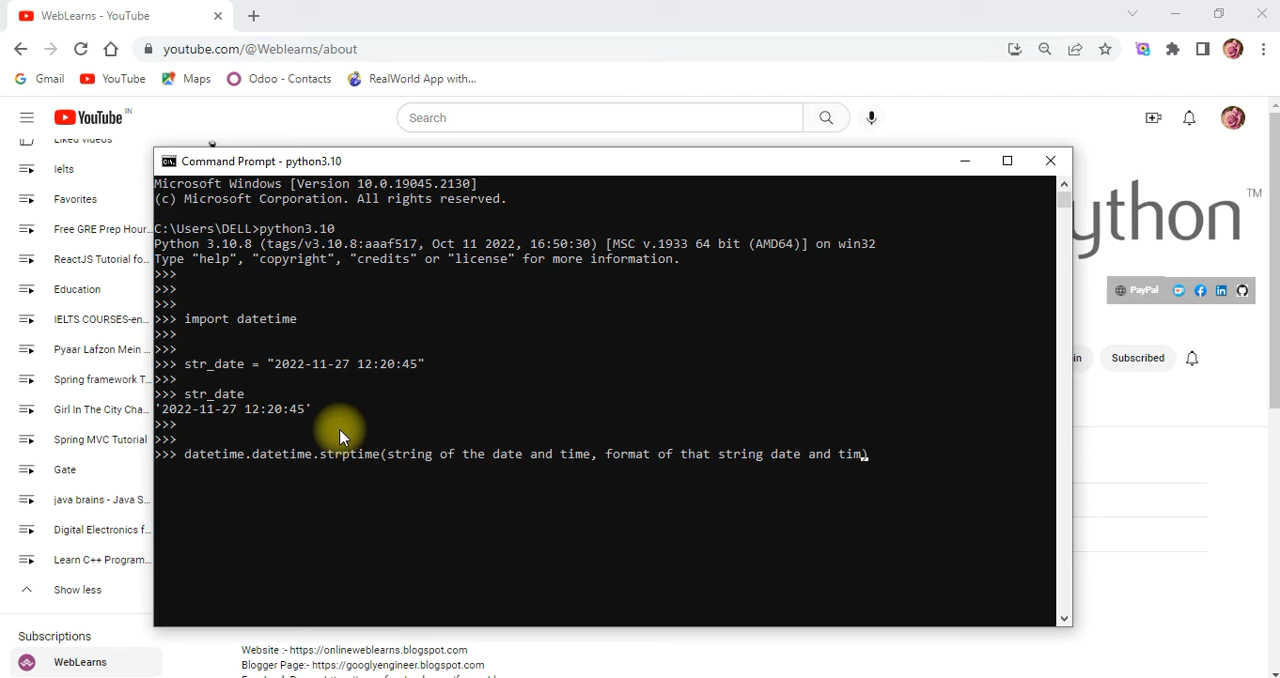 WebLearns - YouTube
youtube.com/@Weblearns/about
Gmail YouTube Maps Odoo - Contacts RealWorld App with...
YouTube IN
Search
Liked videos
Ielts
Favorites
Free GRE Prep Hour...
ReactJS Tutorial fo...
Education
IELTS COURSES-en...
Pyaar Lafzon Mein ...
Spring framework T...
Girl In The City Cha...
Spring MVC Tutorial
Gate
java brains - Java S...
Digital Electronics f...
Learn C++ Program...
Show less
Subscriptions
WebLearns
Command Prompt - python3.10
Microsoft Windows [Version 10.0.19045.2130]
(c) Microsoft Corporation. All rights reserved.
C:\Users\DELL>python3.10
Python 3.10.8 (tags/v3.10.8:aaaf517, Oct 11 2022, 16:50:30) [MSC v.1933 64 bit (AMD64)] on win32
Type "help", "copyright", "credits" or "license" for more information.
>>>
>>>
>>>
>>> import datetime
>>>
>>>
>>> str_date = "2022-11-27 12:20:45"
>>>
>>> str_date
'2022-11-27 12:20:45'
>>>
>>>
>>> datetime.datetime.strptime(string of the date and time, format of that string date and tim)
ython TM
PayPal
in
Subscribed
Website :- https://onlineweblearns.blogspot.com
Blogger Page:- https://googlyengineer.blogspot.com